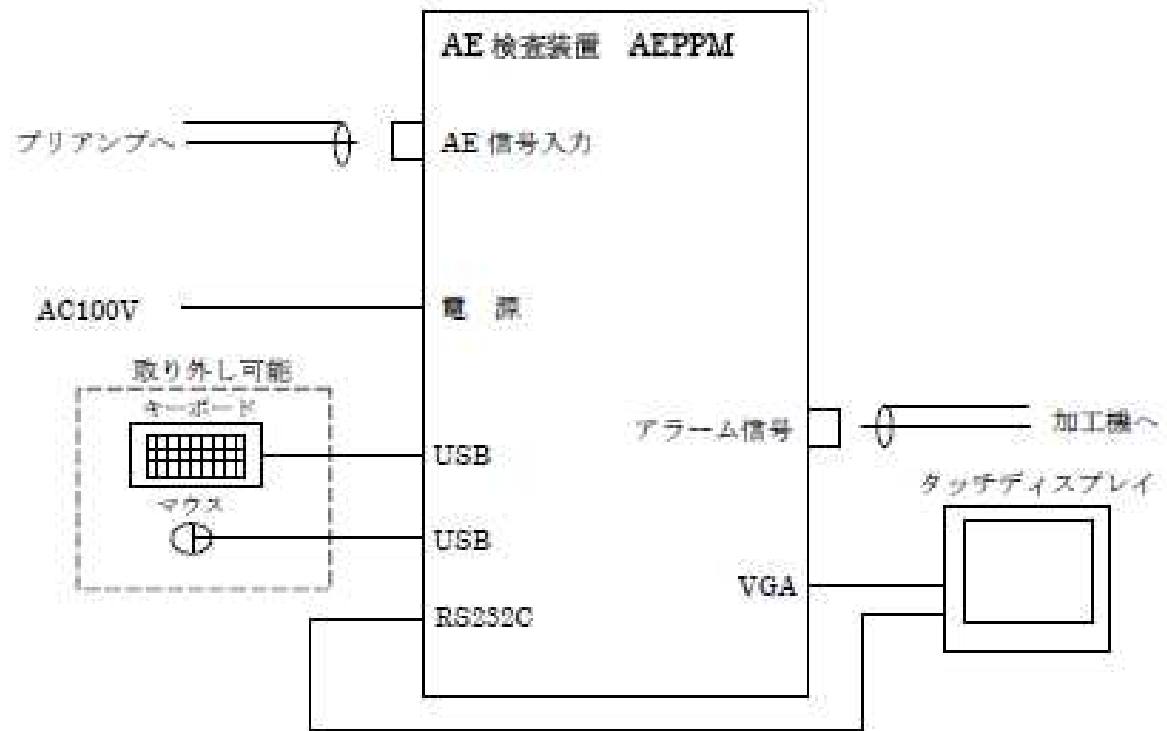 AE 検査装置　AEPPM
プリアンプへ
AE 信号入力
AC100V
電　源
取り外し可能
キーボード
アラーム信号
加工機へ
USB
タッチディスプレイ
マウス
USB
VGA
RS232C